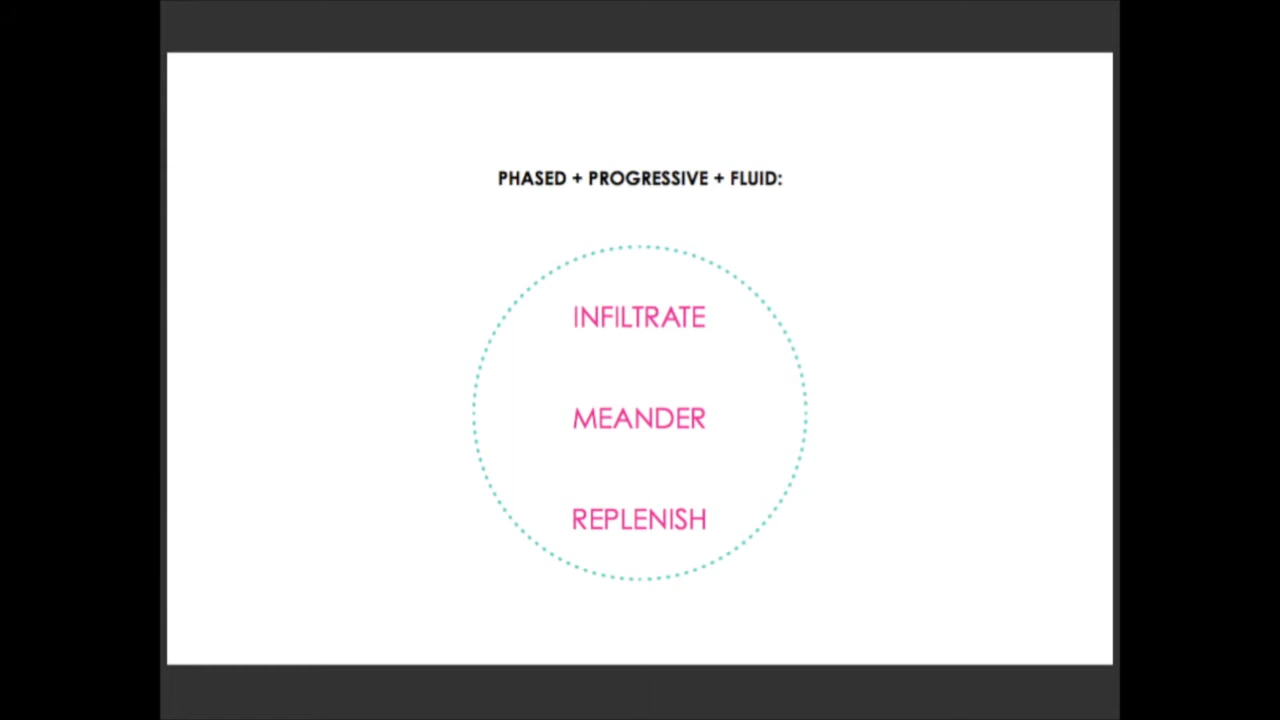 PHASED + PROGRESSIVE + FLUID:
INFILTRATE
MEANDER
REPLENISH